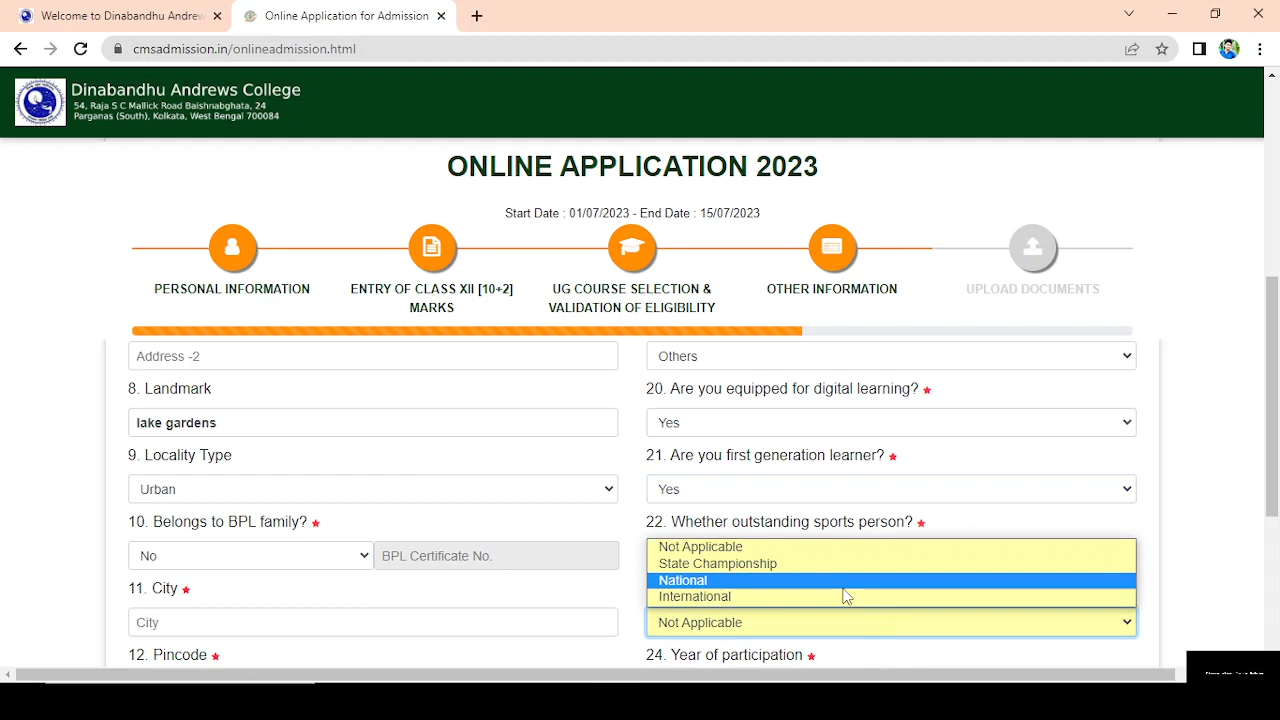 Welcome to Dinabandhu Andrew
Online Application for Admission
cmsadmission.in/onlineadmission.html
Dinabandhu Andrews College
54, Raja S C Mallick Road Baishnabghata, 24
Parganas (South), Kolkata, West Bengal 700084
ONLINE APPLICATION 2023
Start Date : 01/07/2023 - End Date : 15/07/2023
PERSONAL INFORMATION
ENTRY OF CLASS XII [10+2]
MARKS
UG COURSE SELECTION &
VALIDATION OF ELIGIBILITY
OTHER INFORMATION
UPLOAD DOCUMENTS
Address -2
8. Landmark
lake gardens
9. Locality Type
Urban
10. Belongs to BPL family? *
No
BPL Certificate No.
11. City *
City
12. Pincode *
Others
20. Are you equipped for digital learning? *
Yes
21. Are you first generation learner? *
Yes
22. Whether outstanding sports person? *
Not Applicable
State Championship
National
International
Not Applicable
24. Year of participation *